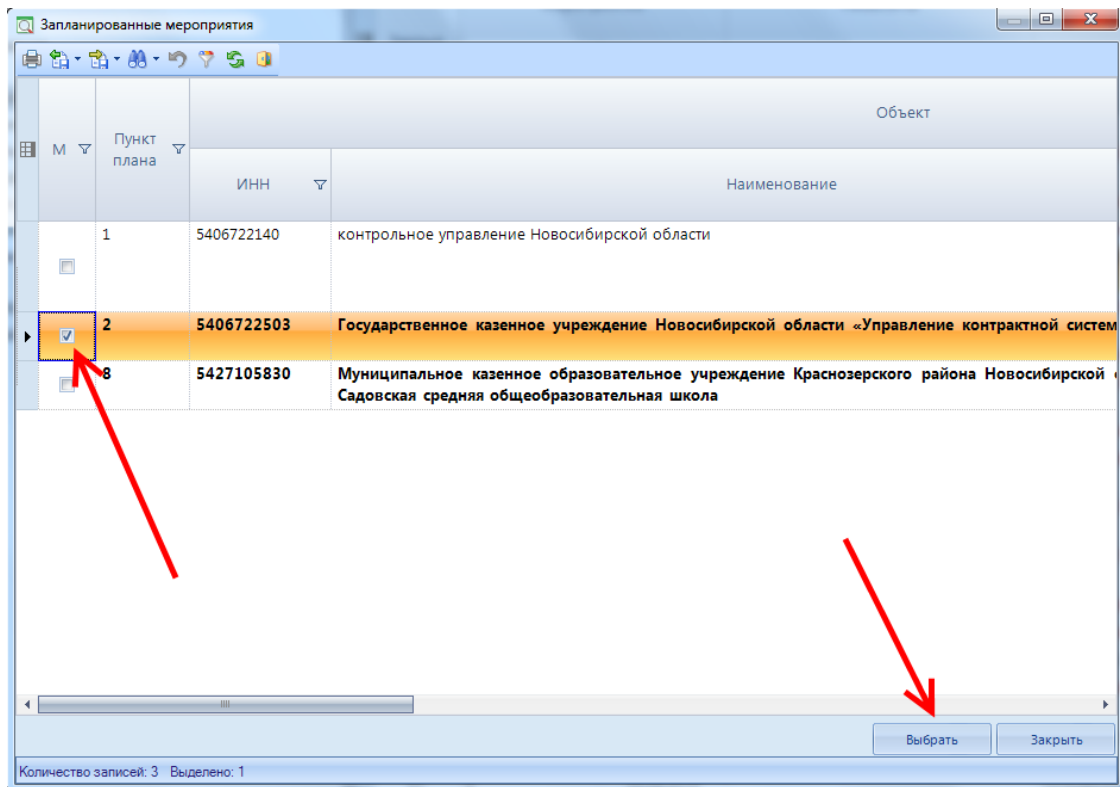 Запланированные мероприятия
Объект
М
Пункт
плана
ИНН
Наименование
1 5406722140 контрольное управление Новосибирской области
2 5406722503 Государственное казенное учреждение Новосибирской области «Управление контрактной систем
8 5427105830 Муниципальное казенное образовательное учреждение Краснозерского района Новосибирской
Садовская средняя общеобразовательная школа
Выбрать Закрыть
Количество записей: 3 Выделено: 1